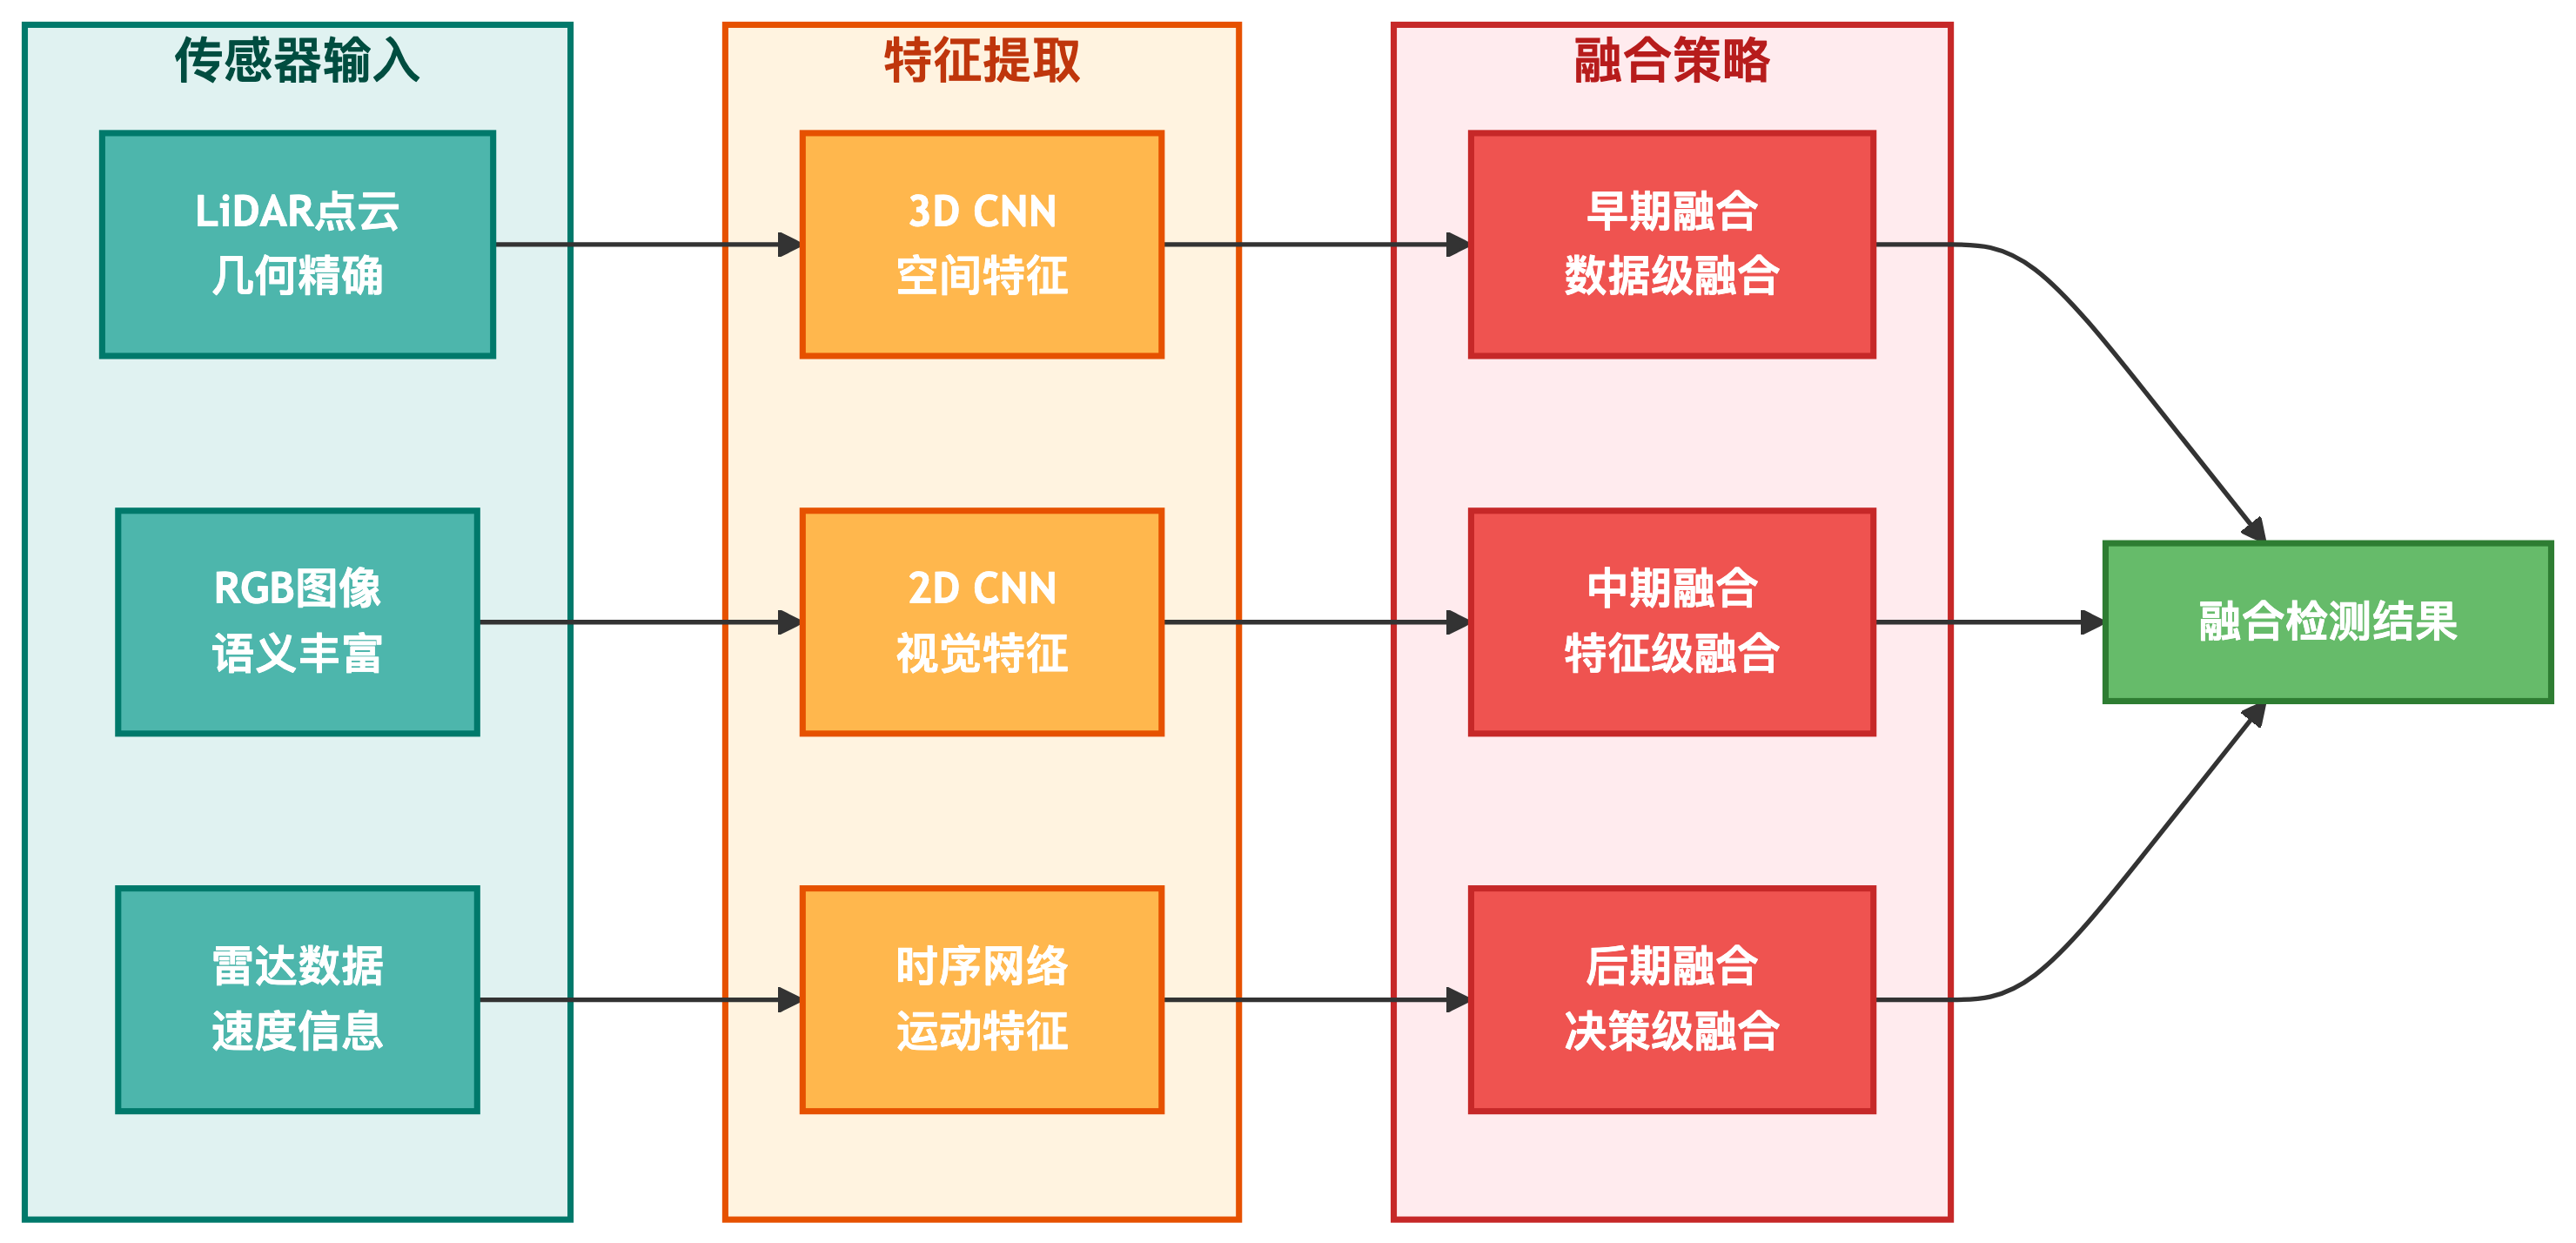 传感器输入
LiDAR点云
几何精确
RGB图像
语义丰富
雷达数据
速度信息
特征提取
3D CNN
空间特征
2D CNN
视觉特征
时序网络
运动特征
融合策略
早期融合
数据级融合
中期融合
特征级融合
后期融合
决策级融合
融合检测结果